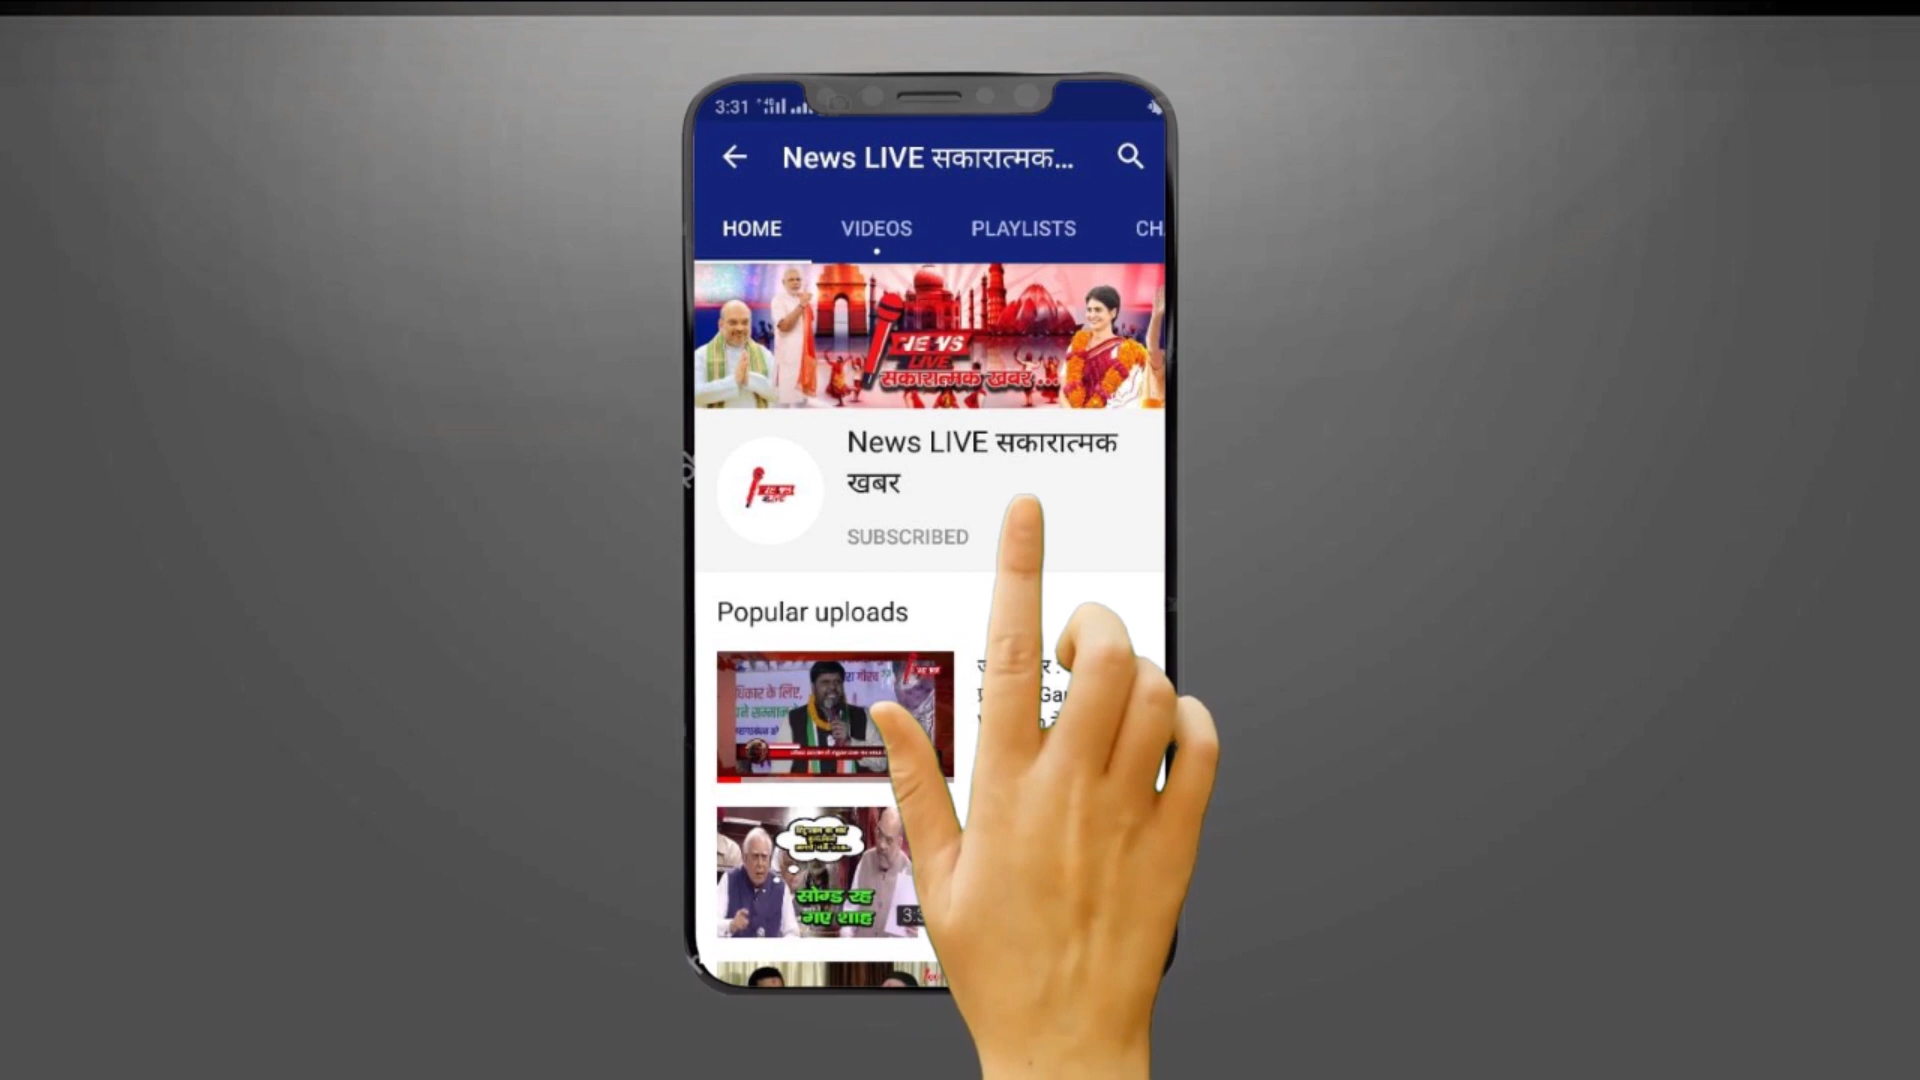 3:31
News LIVE सकारात्मक...
HOME VIDEOS PLAYLISTS CH
NEWS
LIVE
सकारात्मक खबर...
News LIVE सकारात्मक
खबर
SUBSCRIBED
Popular uploads
धिकार के लिए,
सम्मान
सोग्ड रह
गए शाह